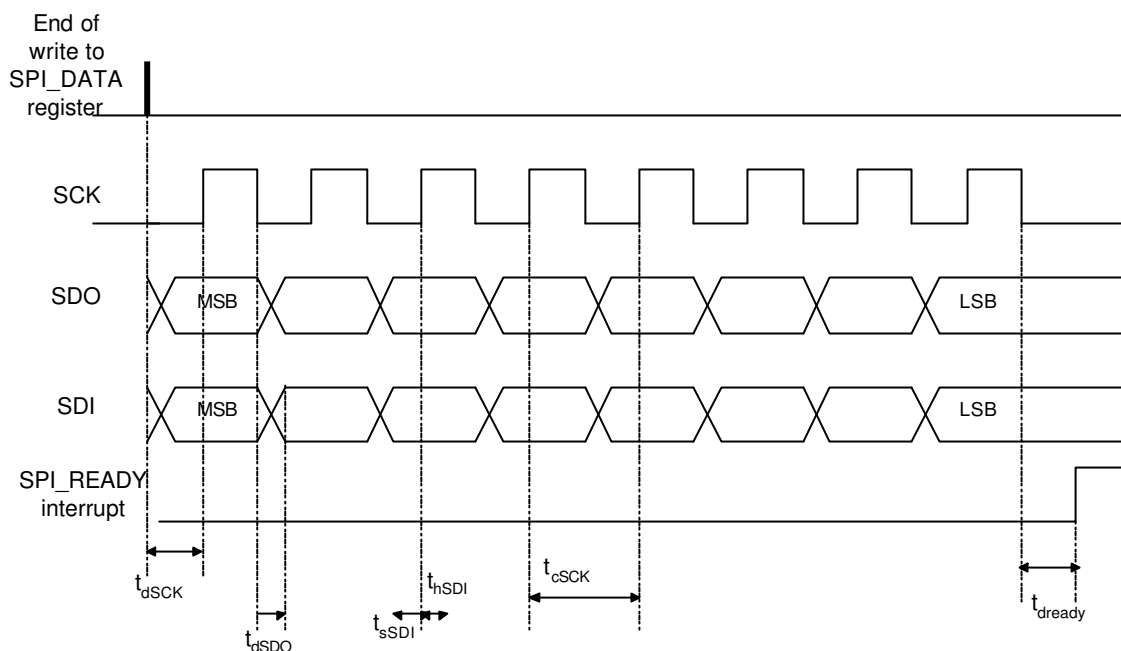 End of
write to
SPI_DATA
register
SCK
SDO
MSB
LSB
SDI
MSB
LSB
SPI_READY
interrupt
tdSCK
tdSDO
tsSDI
thSDI
tcSCK
tdready